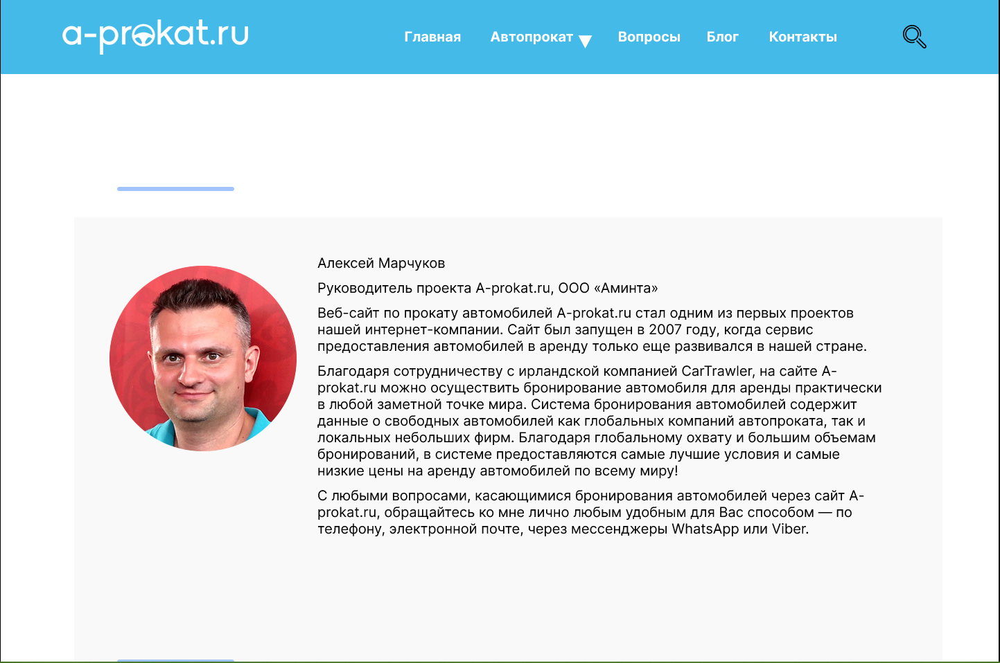 a-prokat.ru
Главная Автопрокат Вопросы Блог Контакты
Алексей Марчуков
Руководитель проекта A-prokat.ru, ООО «Аминта»
Веб-сайт по прокату автомобилей A-prokat.ru стал одним из первых проектов
нашей интернет-компании. Сайт был запущен в 2007 году, когда сервис
предоставления автомобилей в аренду только еще развивался в нашей стране.
Благодаря сотрудничеству с ирландской компанией CarTrawler, на сайте A-
prokat.ru можно осуществить бронирование автомобиля для аренды практически
в любой заметной точке мира. Система бронирования автомобилей содержит
данные о свободных автомобилей как глобальных компаний автопроката, так и
локальных небольших фирм. Благодаря глобальному охвату и большим объемам
бронирований, в системе предоставляются самые лучшие условия и самые
низкие цены на аренду автомобилей по всему миру!
С любыми вопросами, касающимися бронирования автомобилей через сайт A-
prokat.ru, обращайтесь ко мне лично любым удобным для Вас способом — по
телефону, электронной почте, через мессенджеры WhatsApp или Viber.